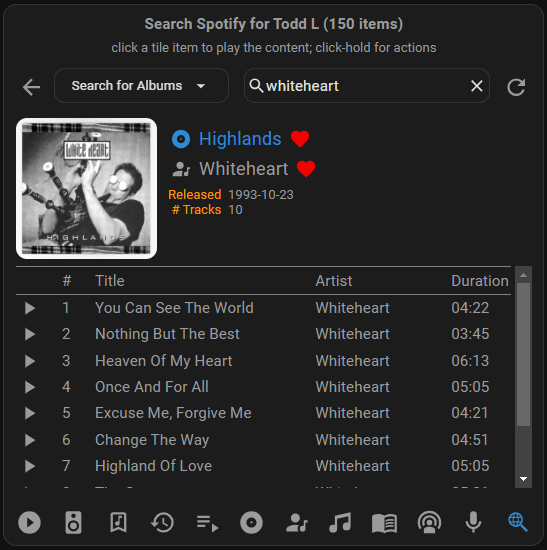 Search Spotify for Todd L (150 items)
click a tile item to play the content; click-hold for actions
Search for Albums
whiteheart
White Heart
HIGHLANDS
Highlands
Whiteheart
Released 1993-10-23
# Tracks 10
# Title Artist Duration
1 You Can See The World Whiteheart 04:22
2 Nothing But The Best Whiteheart 03:45
3 Heaven Of My Heart Whiteheart 06:13
4 Once And For All Whiteheart 05:05
5 Excuse Me, Forgive Me Whiteheart 04:21
6 Change The Way Whiteheart 04:51
7 Highland Of Love Whiteheart 05:05